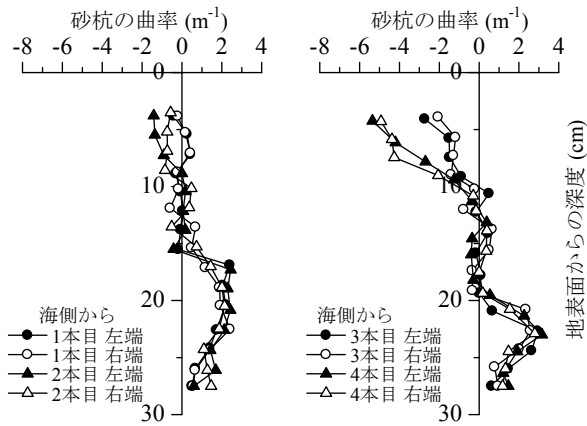 砂杭の曲率 (m-1)
-8 -4 0 4
0
10
20
30
海側から
1本目 左端
1本目 右端
2本目 左端
2本目 右端
砂杭の曲率 (m-1)
-8 -6 -4 -2 0 2 4
0
10
20
30
海側から
3本目 左端
3本目 右端
4本目 左端
4本目 右端
地表面からの深度 (cm)